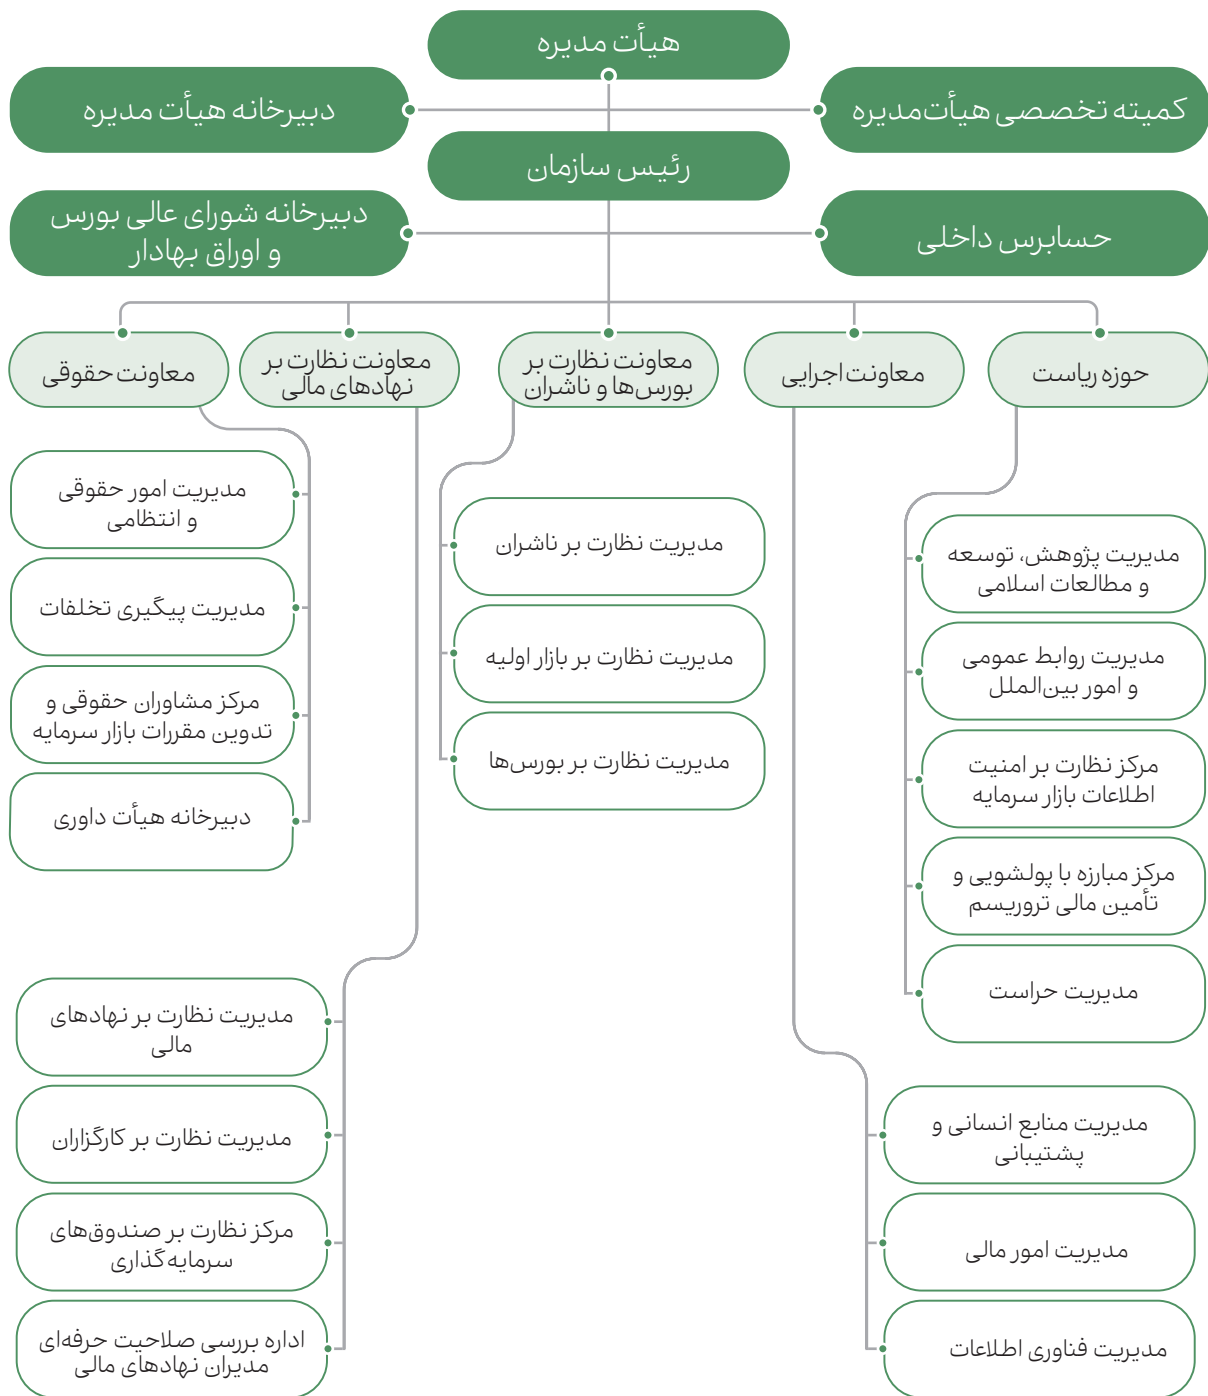 هیأت مدیره
کمیته تخصصی هیأت‌مدیره
دبیرخانه هیأت مدیره
رئیس سازمان
حسابرس داخلی
دبیرخانه شورای عالی بورس
و اوراق بهادار
حوزه ریاست
معاونت اجرایی
معاونت نظارت بر
بورس‌ها و ناشران
معاونت نظارت بر
نهادهای مالی
معاونت حقوقی
مدیریت پژوهش، توسعه
و مطالعات اسلامی
مدیریت روابط عمومی
و امور بین‌الملل
مرکز نظارت بر امنیت
اطلاعات بازار سرمایه
مرکز مبارزه با پولشویی و
تأمین مالی تروریسم
مدیریت حراست
مدیریت منابع انسانی و
پشتیبانی
مدیریت امور مالی
مدیریت فناوری اطلاعات
مدیریت نظارت بر ناشران
مدیریت نظارت بر بازار اولیه
مدیریت نظارت بر بورس‌ها
مدیریت نظارت بر نهادهای
مالی
مدیریت نظارت بر کارگزاران
مرکز نظارت بر صندوق‌های
سرمایه‌گذاری
اداره بررسی صلاحیت حرفه‌ای
مدیران نهادهای مالی
مدیریت امور حقوقی
و انتظامی
مدیریت پیگیری تخلفات
مرکز مشاوران حقوقی و
تدوین مقررات بازار سرمایه
دبیرخانه هیأت داوری